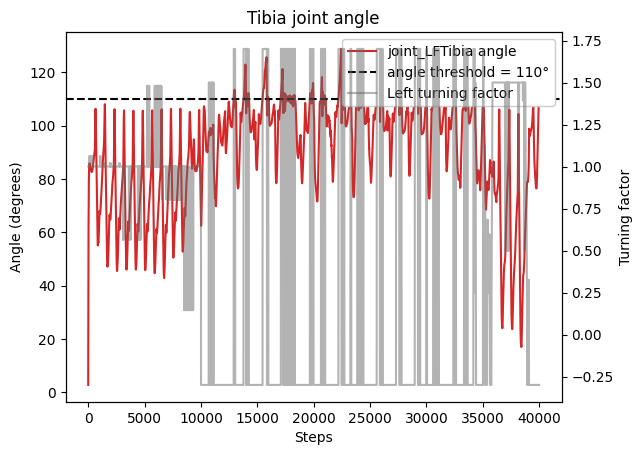 Tibia joint angle
joint_LFTibia angle
angle threshold = 110°
Left turning factor
Angle (degrees)
120
100
80
60
40
20
0
1.75
1.50
1.25
1.00
0.75
0.50
0.25
0.00
−0.25
Turning factor
0 5000 10000 15000 20000 25000 30000 35000 40000
Steps